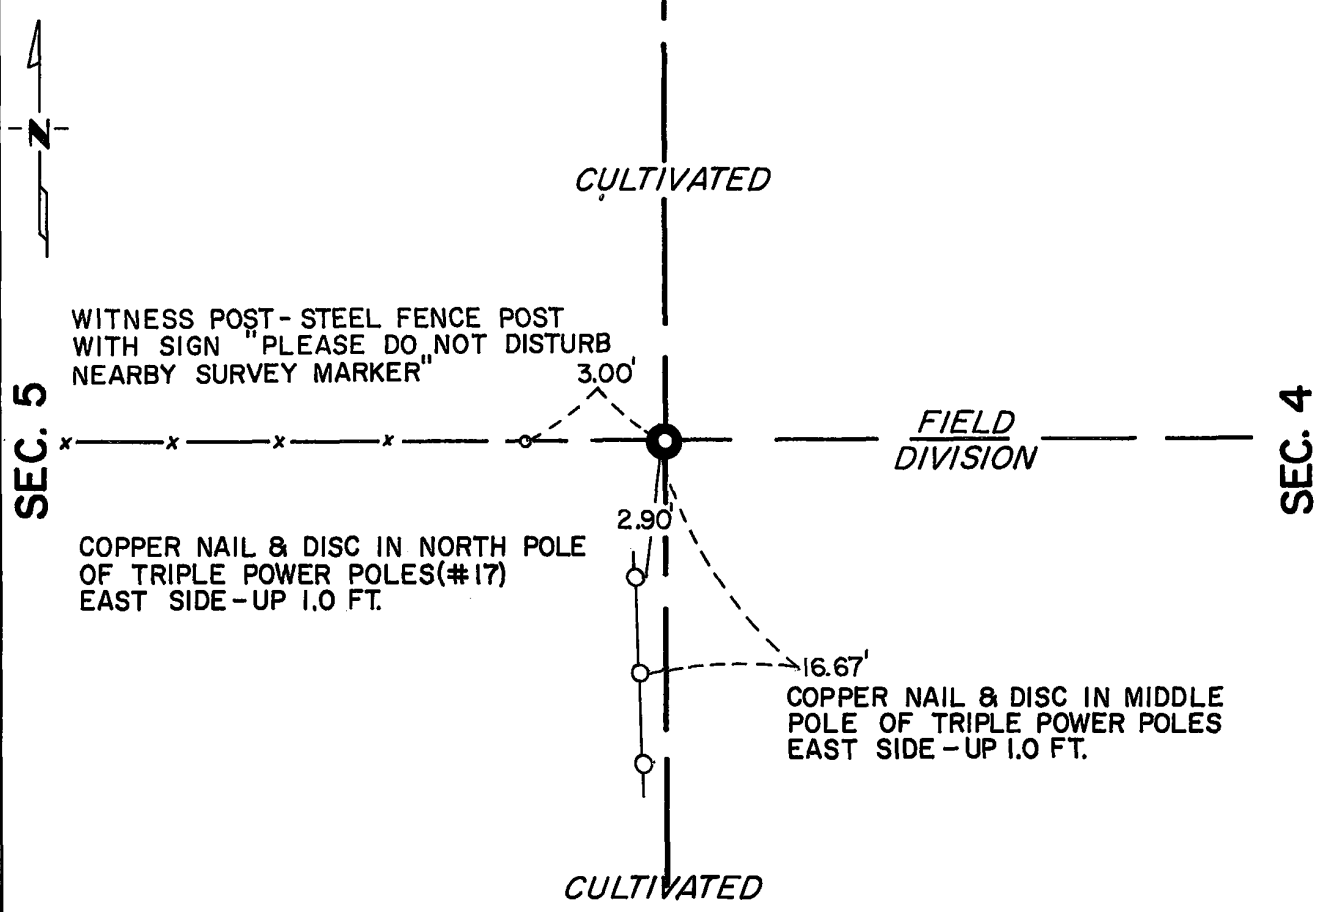 N
CULTIVATED
WITNESS POST - STEEL FENCE POST
WITH SIGN "PLEASE DO NOT DISTURB
NEARBY SURVEY MARKER"
3.00'
SEC. 5
x x x x
FIELD
DIVISION
SEC. 4
2.90'
COPPER NAIL & DISC IN NORTH POLE
OF TRIPLE POWER POLES(#17)
EAST SIDE - UP 1.0 FT.
16.67'
COPPER NAIL & DISC IN MIDDLE
POLE OF TRIPLE POWER POLES
EAST SIDE - UP 1.0 FT.
CULTIVATED